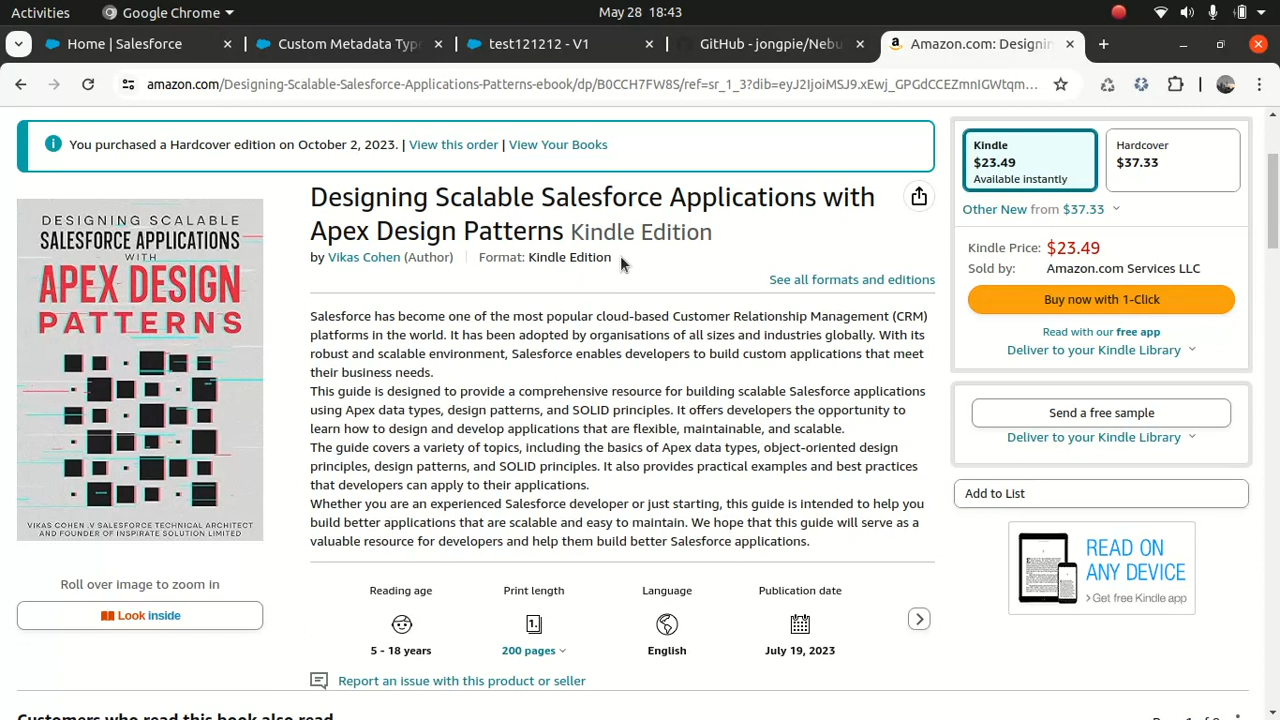 Activities
Google Chrome
May 28 18:43
Home | Salesforce
Custom Metadata Typ
test121212 - V1
GitHub - jongpie/Nebu
Amazon.com: Designin
amazon.com/Designing-Scalable-Salesforce-Applications-Patterns-ebook/dp/B0CCH7FW8S/ref=sr_1_3?dib=eyJ2IjoiMSJ9.xEwj_GPGdCCEZmnIGWtqm...
You purchased a Hardcover edition on October 2, 2023. | View this order | View Your Books
DESIGNING SCALABLE
SALESFORCE APPLICATIONS
WITH
APEX DESIGN
PATTERNS
VIKAS COHEN .V SALESFORCE TECHNICAL ARCHITECT
AND FOUNDER OF INSPIRATE SOLUTION LIMITED
Roll over image to zoom in
Look inside
Designing Scalable Salesforce Applications with
Apex Design Patterns Kindle Edition
by Vikas Cohen (Author) | Format: Kindle Edition
See all formats and editions
Salesforce has become one of the most popular cloud-based Customer Relationship Management (CRM)
platforms in the world. It has been adopted by organisations of all sizes and industries globally. With its
robust and scalable environment, Salesforce enables developers to build custom applications that meet
their business needs.
This guide is designed to provide a comprehensive resource for building scalable Salesforce applications
using Apex data types, design patterns, and SOLID principles. It offers developers the opportunity to
learn how to design and develop applications that are flexible, maintainable, and scalable.
The guide covers a variety of topics, including the basics of Apex data types, object-oriented design
principles, design patterns, and SOLID principles. It also provides practical examples and best practices
that developers can apply to their applications.
Whether you are an experienced Salesforce developer or just starting, this guide is intended to help you
build better applications that are scalable and easy to maintain. We hope that this guide will serve as a
valuable resource for developers and help them build better Salesforce applications.
Reading age
5 - 18 years
Print length
1.
200 pages
Language
English
Publication date
July 19, 2023
Report an issue with this product or seller
Kindle
$23.49
Available instantly
Hardcover
$37.33
Other New from $37.33
Kindle Price: $23.49
Sold by: Amazon.com Services LLC
Buy now with 1-Click
Read with our free app
Deliver to your Kindle Library
Send a free sample
Deliver to your Kindle Library
Add to List
READ ON
ANY DEVICE
Get free Kindle app
Customers who read this book also read